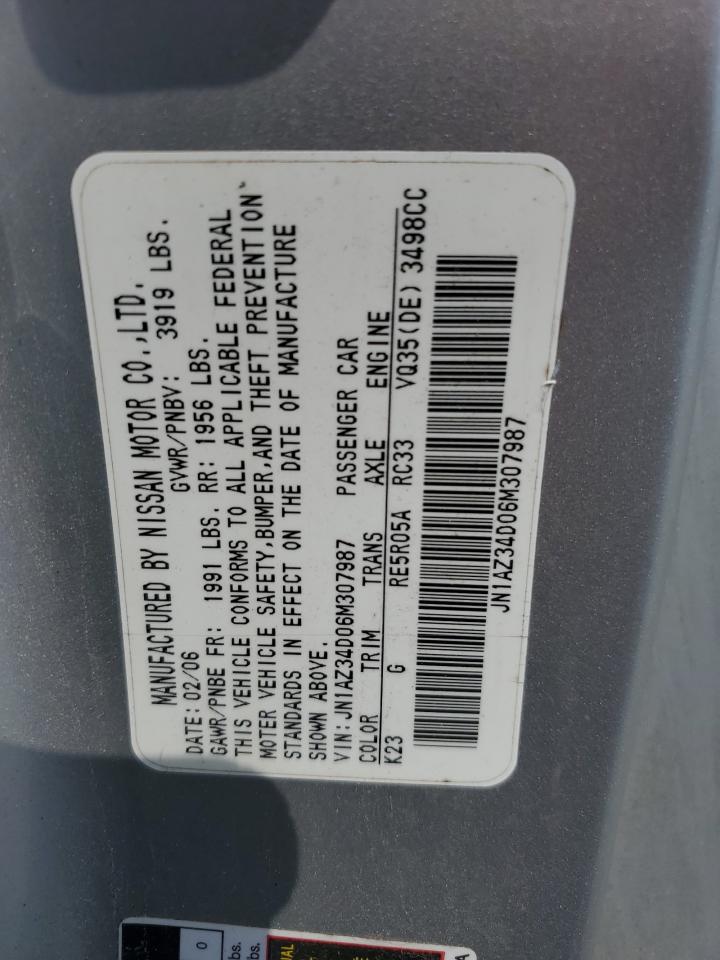 MANUFACTURED BY NISSAN MOTOR CO.,LTD.
DATE: 02/06 GVWR/PNBV: 3919 LBS.
GAWR/PNBE FR: 1991 LBS. RR: 1956 LBS.
THIS VEHICLE CONFORMS TO ALL APPLICABLE FEDERAL
MOTER VEHICLE SAFETY,BUMPER,AND THEFT PREVENTION
STANDARDS IN EFFECT ON THE DATE OF MANUFACTURE
SHOWN ABOVE.
VIN:JN1AZ34D06M307987 PASSENGER CAR
COLOR TRIM TRANS AXLE ENGINE
K23 G RE5R05A RC33 VQ35(DE) 3498CC
JN1AZ34D06M307987
0
bs.
bs.